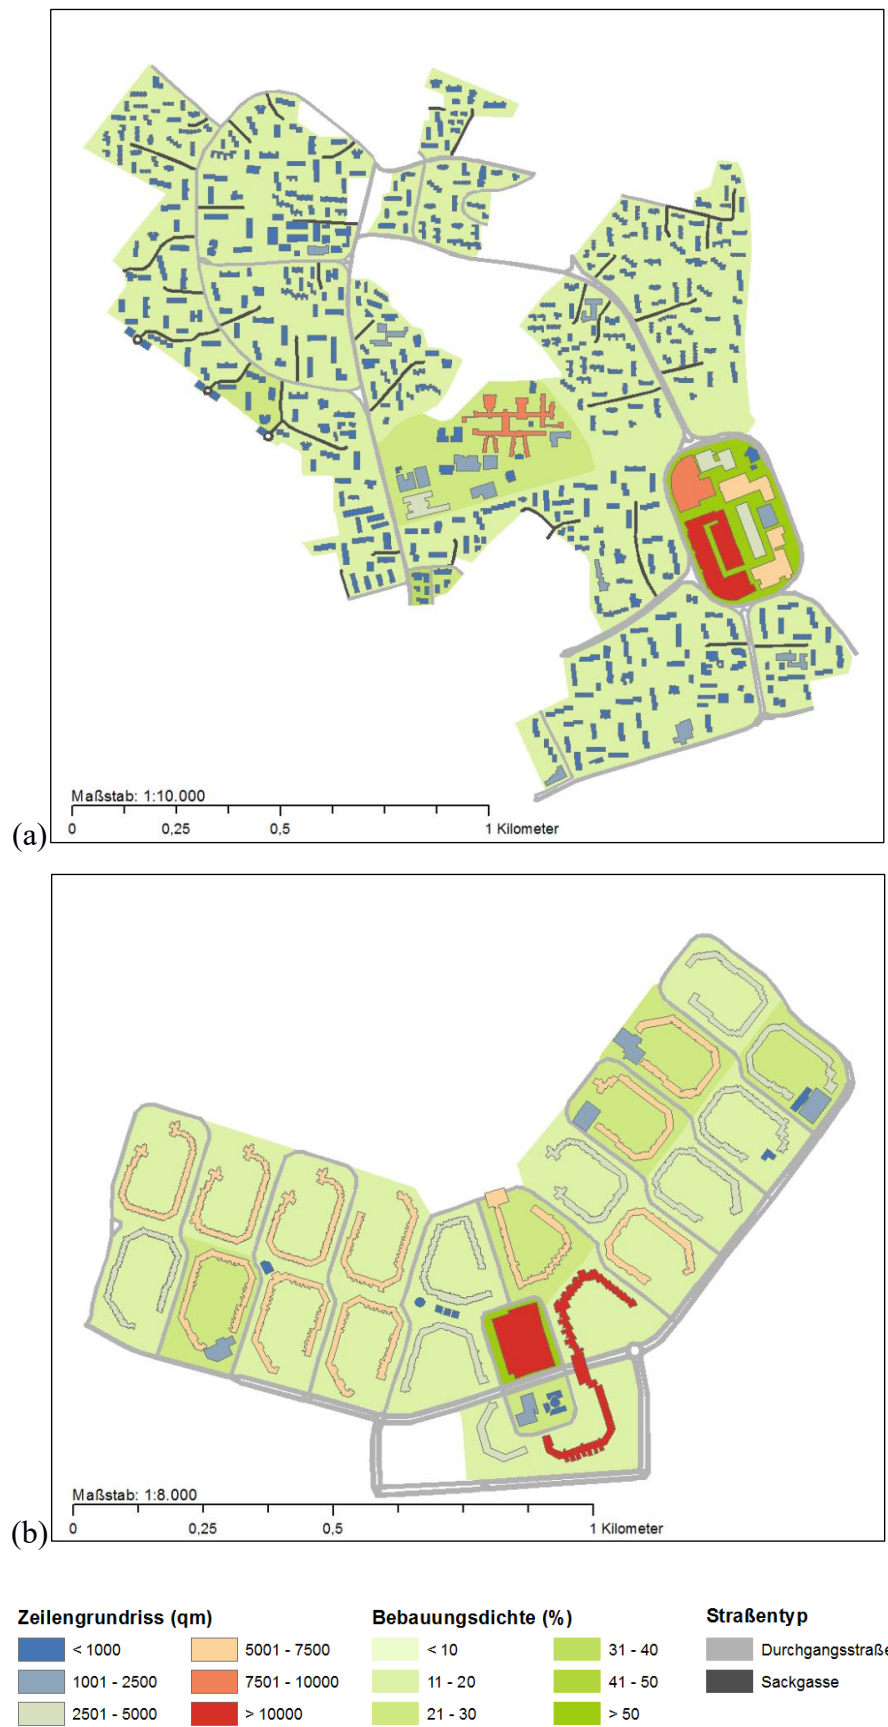 Maßstab: 1:10.000
0 0,25 0,5 1 Kilometer
(a)
Maßstab: 1:8.000
0 0,25 0,5 1 Kilometer
(b)
Zeilengrundriss (qm) Bebauungsdichte (%) Straßentyp
< 1000 5001 - 7500 < 10 31 - 40 Durchgangsstraße
1001 - 2500 7501 - 10000 11 - 20 41 - 50 Sackgasse
2501 - 5000 > 10000 21 - 30 > 50